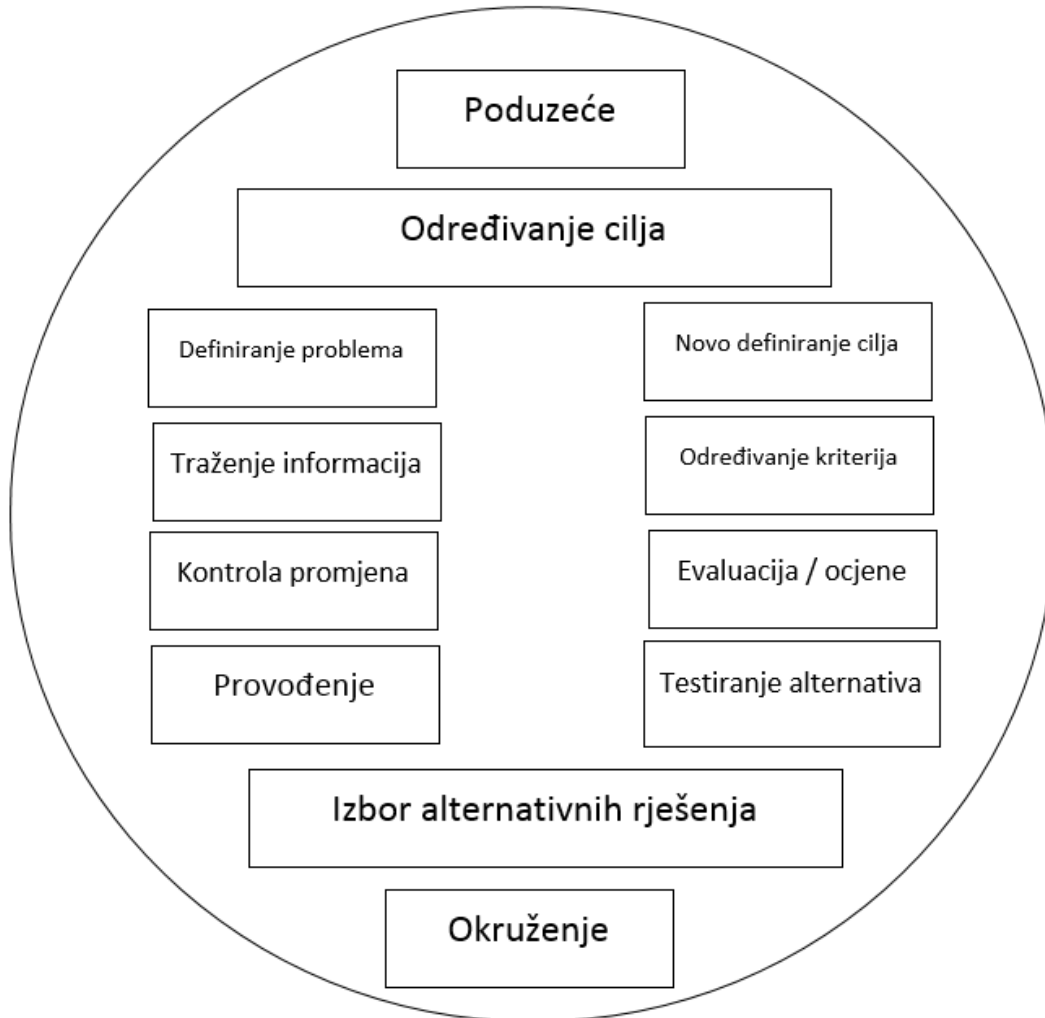 Poduzeće
Određivanje cilja
Definiranje problema
Novo definiranje cilja
Traženje informacija
Određivanje kriterija
Kontrola promjena
Evaluacija / ocjene
Provođenje
Testiranje alternativa
Izbor alternativnih rješenja
Okruženje